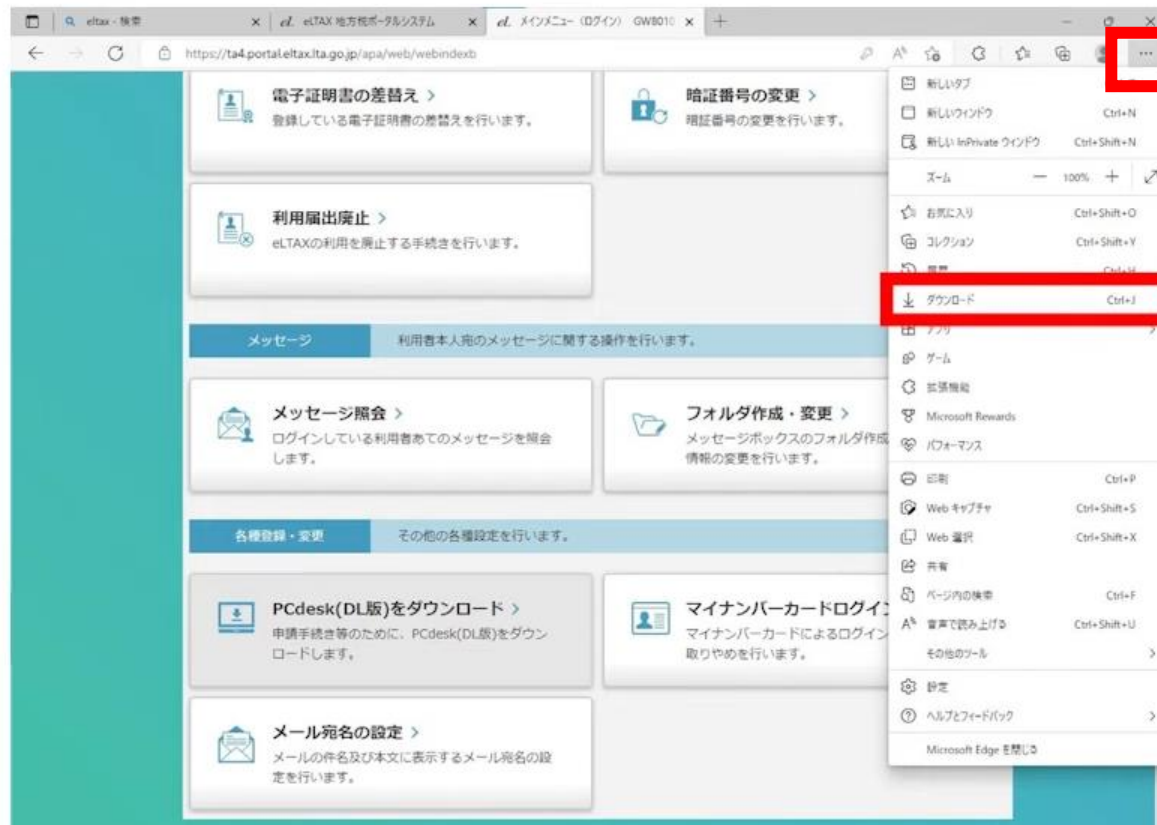 eltax - 検索
eL. eLTAX 地方税ポータルシステム
eL. メインメニュー（ログイン） GWB010
https://ta4.portal.eltax.lta.go.jp/apa/web/webindexb
電子証明書の差替え >
登録している電子証明書の差替えを行います。
暗証番号の変更 >
暗証番号の変更を行います。
利用届出廃止 >
eLTAXの利用を廃止する手続きを行います。
メッセージ
利用者本人宛のメッセージに関する操作を行います。
メッセージ照会 >
ログインしている利用者あてのメッセージを照会
します。
フォルダ作成・変更 >
メッセージボックスのフォルダ作成
情報の変更を行います。
各種登録・変更
その他の各種設定を行います。
PCdesk(DL版)をダウンロード >
申請手続き等のために、PCdesk(DL版)をダウン
ロードします。
マイナンバーカードログイン
マイナンバーカードによるログイン
取りやめを行います。
メール宛名の設定 >
メールの件名及び本文に表示するメール宛名の設
定を行います。
新しいタブ
新しいウィンドウ Ctrl+N
新しい InPrivate ウィンドウ Ctrl+Shift+N
ズーム — 100% +
お気に入り Ctrl+Shift+O
コレクション Ctrl+Shift+Y
履歴 Ctrl+H
ダウンロード Ctrl+J
アプリ
ゲーム
拡張機能
Microsoft Rewards
パフォーマンス
印刷 Ctrl+P
Web キャプチャ Ctrl+Shift+S
Web 選択 Ctrl+Shift+X
共有
ページ内の検索 Ctrl+F
音声で読み上げる Ctrl+Shift+U
その他のツール
設定
ヘルプとフィードバック
Microsoft Edge を閉じる